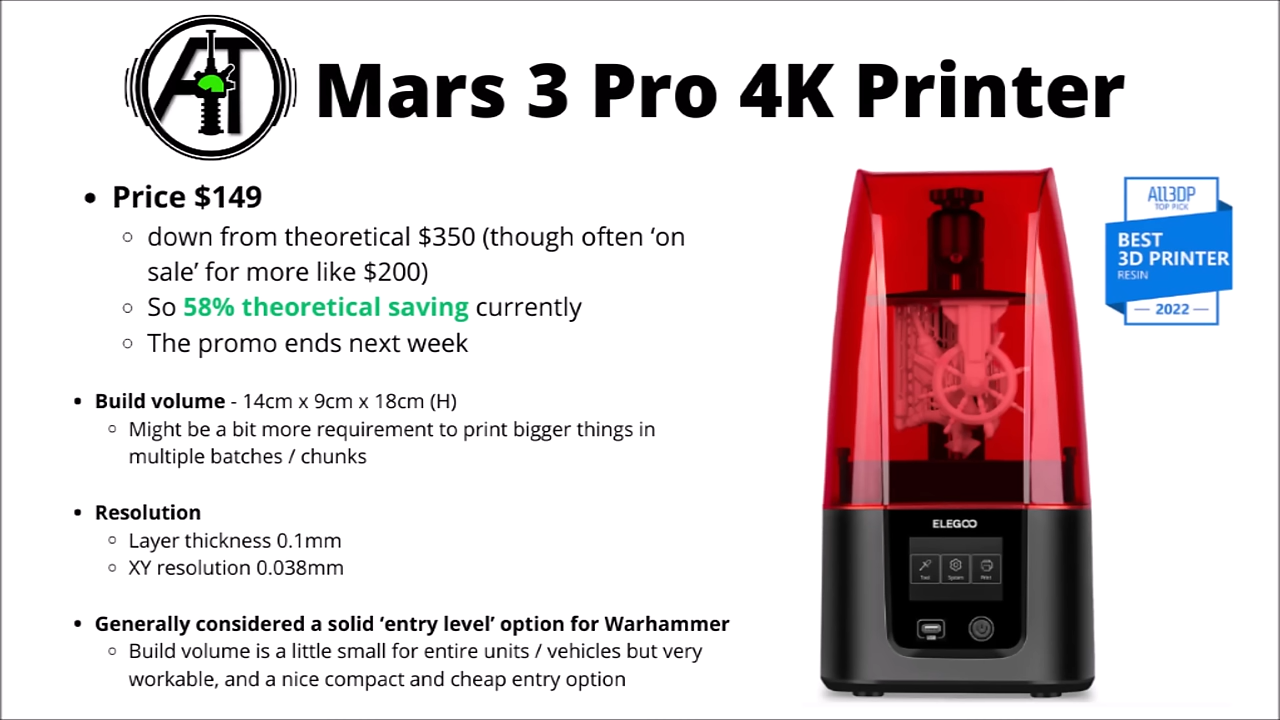 AT
Mars 3 Pro 4K Printer
• Price $149
○ down from theoretical $350 (though often ‘on
sale’ for more like $200)
○ So 58% theoretical saving currently
○ The promo ends next week
• Build volume - 14cm x 9cm x 18cm (H)
○ Might be a bit more requirement to print bigger things in
multiple batches / chunks
• Resolution
○ Layer thickness 0.1mm
○ XY resolution 0.038mm
• Generally considered a solid ‘entry level’ option for Warhammer
○ Build volume is a little small for entire units / vehicles but very
workable, and a nice compact and cheap entry option
All3DP
TOP PICK
BEST
3D PRINTER
RESIN
2022
ELEGOO
Tool System Print